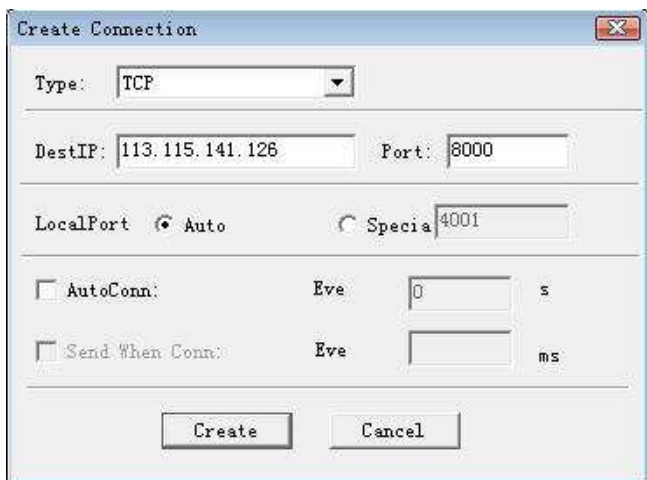 Create Connection
Type: TCP
DestIP: 113.115.141.126 Port: 8000
LocalPort Auto Specia 4001
AutoConn: Eve 0 s
Send When Conn: Eve ms
Create Cancel